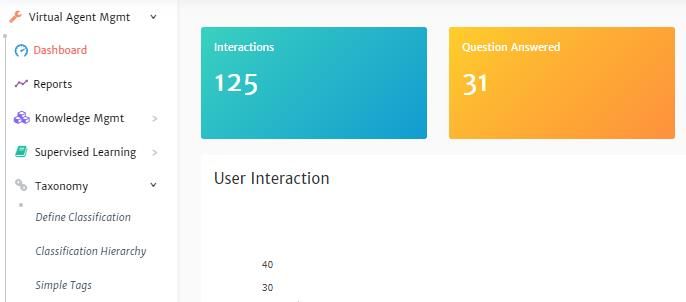 Virtual Agent Mgmt
Dashboard
Reports
Knowledge Mgmt
Supervised Learning
Taxonomy
Define Classification
Classification Hierarchy
Simple Tags
Interactions
125
Question Answered
31
User Interaction
40
30